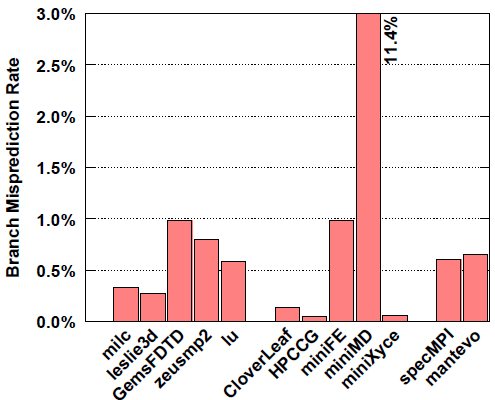 Branch Misprediction Rate
3.0%
2.5%
2.0%
1.5%
1.0%
0.5%
0.0%
11.4%
milc
leslie3d
GemsFDTD
zeusmp2
lu
CloverLeaf
HPCCG
miniFE
miniMD
miniXyce
specMPI
mantevo